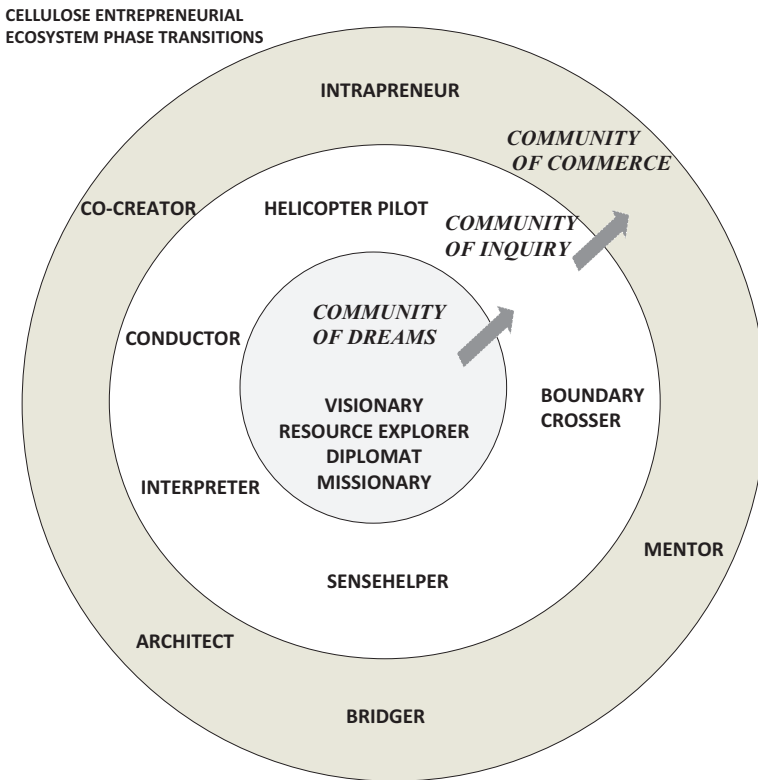 CELLULOSE ENTREPRENEURIAL
ECOSYSTEM PHASE TRANSITIONS
INTRAPRENEUR
COMMUNITY
OF COMMERCE
CO-CREATOR
HELICOPTER PILOT
COMMUNITY
OF INQUIRY
COMMUNITY
OF DREAMS
CONDUCTOR
BOUNDARY
CROSSER
VISIONARY
RESOURCE EXPLORER
DIPLOMAT
MISSIONARY
INTERPRETER
MENTOR
SENSEHELPER
ARCHITECT
BRIDGER